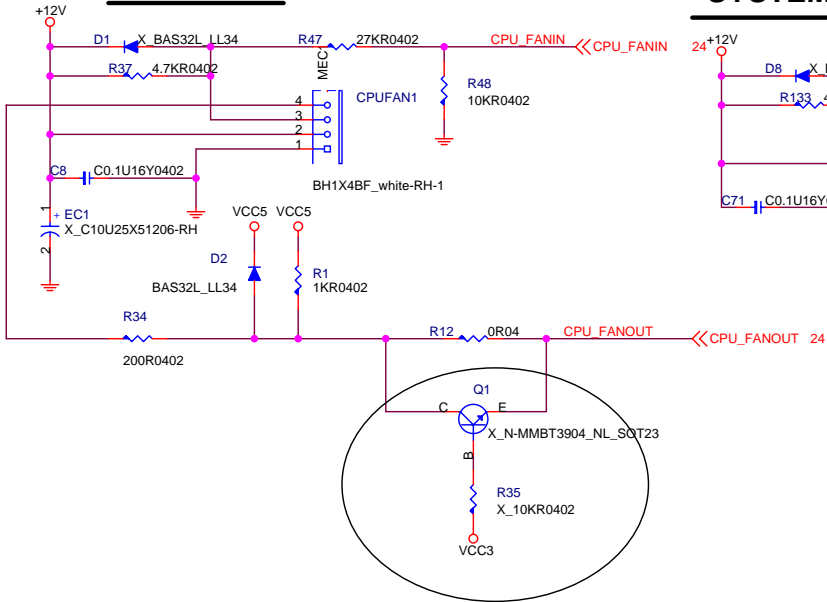 SYSTEM
+12V
D1
X_BAS32L_LL34
R47
27KR0402
CPU_FANIN
CPU_FANIN
24
+12V
R37
4.7KR0402
MEC
CPUFAN1
R48
10KR0402
D8
R133
4
3
2
1
C8
C0.1U16Y0402
BH1X4BF_white-RH-1
C71
1
+
EC1
X_C10U25X51206-RH
2
VCC5
VCC5
D2
BAS32L_LL34
R1
1KR0402
R34
200R0402
R12
0R04
CPU_FANOUT
CPU_FANOUT
24
Q1
C
E
X_N-MMBT3904_NL_SOT23
B
R35
X_10KR0402
VCC3